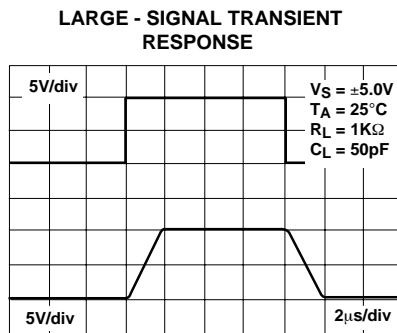 LARGE - SIGNAL TRANSIENT
RESPONSE
5V/div
VS = ±5.0V
TA = 25°C
RL = 1KΩ
CL = 50pF
5V/div
2µs/div